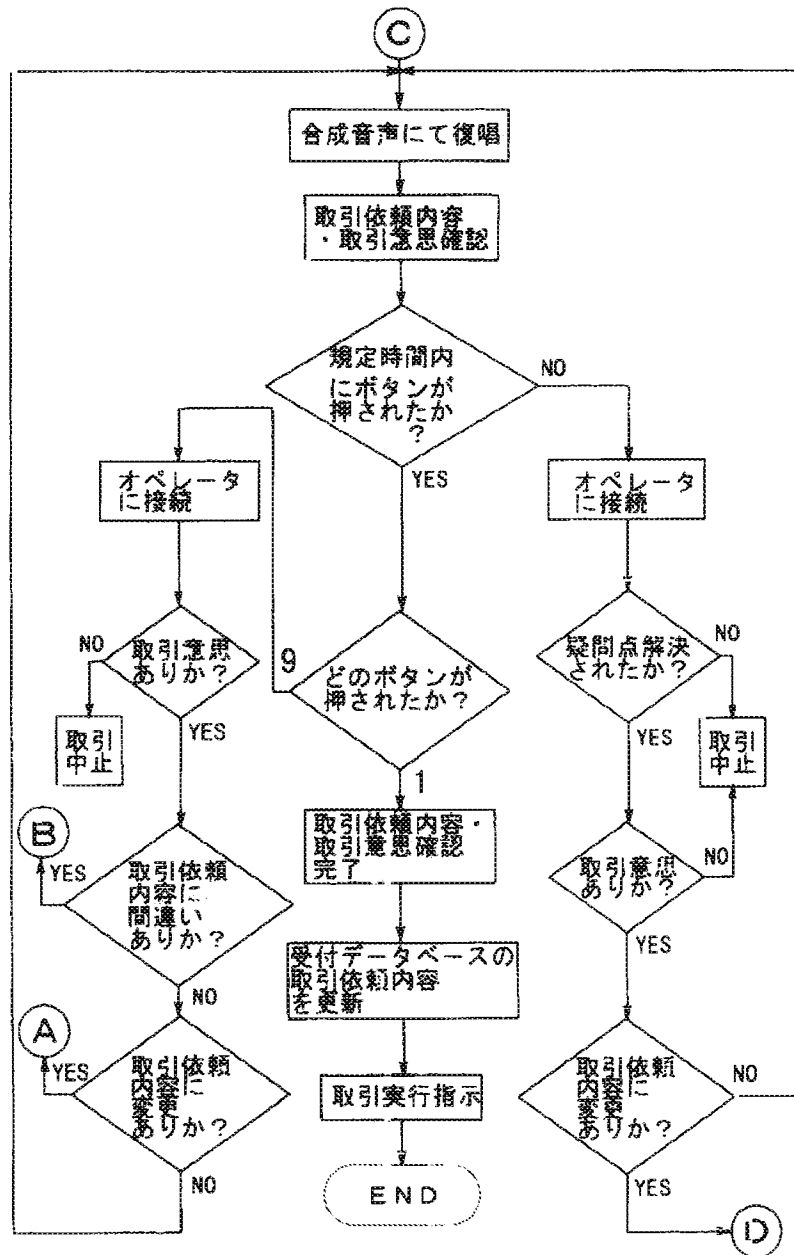 C
合成音声にて復唱
取引依頼内容
・取引意思確認
規定時間内
にボタンが
押されたか
？
NO
YES
オペレータ
に接続
オペレータ
に接続
取引意思
ありか？
NO
YES
取引
中止
どのボタンが
押されたか？
9
1
疑問点解決
されたか？
NO
YES
取引
中止
B
YES
取引依頼
内容に
間違い
ありか？
NO
取引依頼内容・
取引意思確認
完了
取引意思
ありか？
NO
YES
受付データベースの
取引依頼内容
を更新
A
YES
取引依頼
内容に
変更
ありか？
NO
取引実行指示
取引依頼
内容に
変更
ありか？
NO
YES
END
D